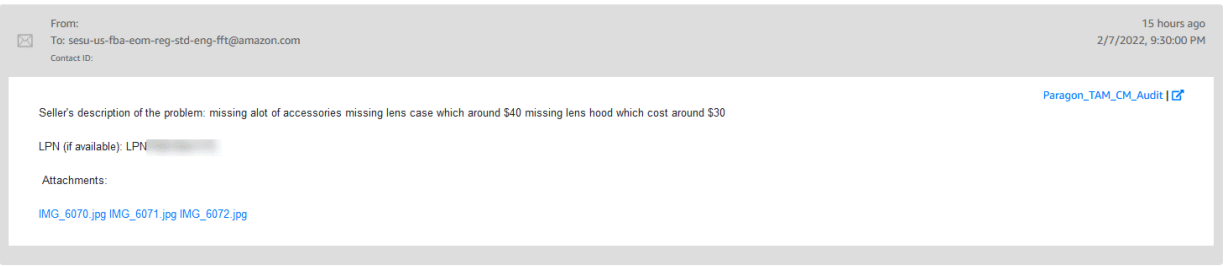 From:
15 hours ago
To: sesu-us-fba-eom-reg-std-eng-fft@amazon.com
2/7/2022, 9:30:00 PM
Contact ID:
Paragon_TAM_CM_Audit |
Seller's description of the problem: missing alot of accessories missing lens case which around $40 missing lens hood which cost around $30
LPN (if available): LPN
Attachments:
IMG_6070.jpg IMG_6071.jpg IMG_6072.jpg